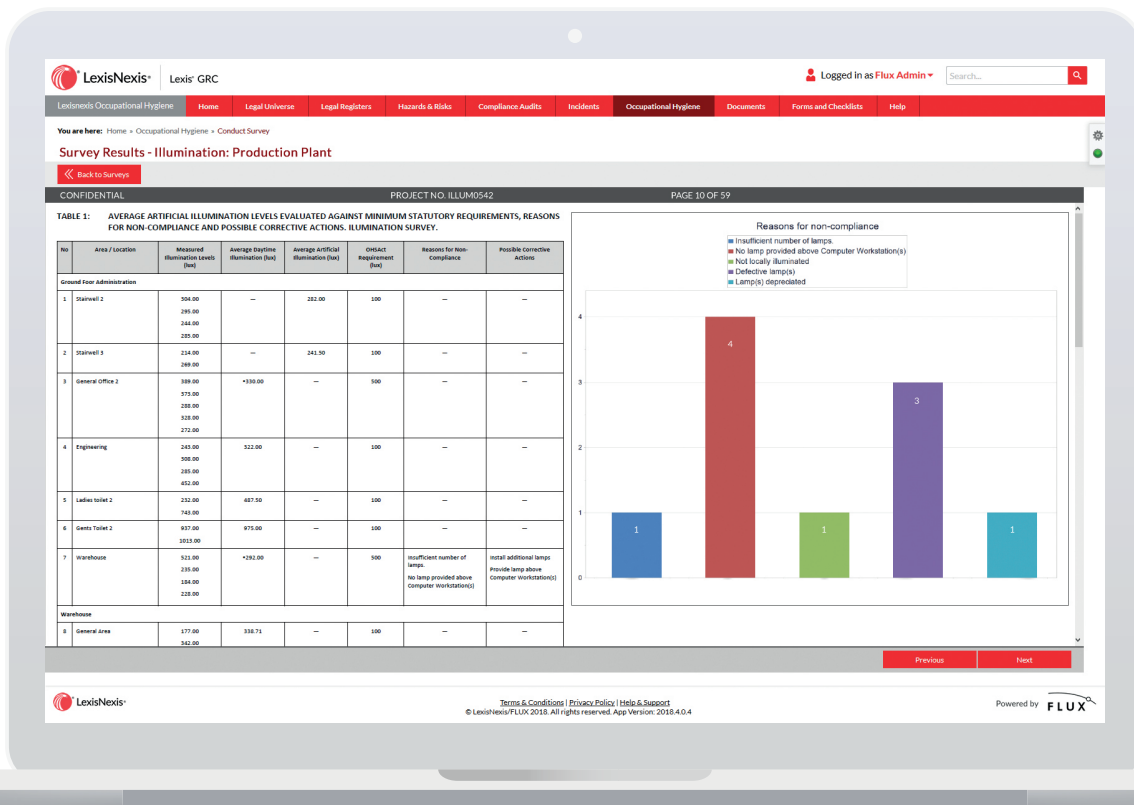 LexisNexis® Lexis® GRC
Logged in as Flux Admin
Search...
Lexisnexis Occupational Hygiene Home Legal Universe Legal Registers Hazards & Risks Compliance Audits Incidents Occupational Hygiene Documents Forms and Checklists Help
You are here: Home » Occupational Hygiene » Conduct Survey
Survey Results - Illumination: Production Plant
Back to Surveys
CONFIDENTIAL PROJECT NO. ILLUM0542 PAGE 10 OF 59
TABLE 1: AVERAGE ARTIFICIAL ILLUMINATION LEVELS EVALUATED AGAINST MINIMUM STATUTORY REQUIREMENTS, REASONS
FOR NON-COMPLIANCE AND POSSIBLE CORRECTIVE ACTIONS. ILUMINATION SURVEY.
No Area / Location Measured Illumination Levels (lux) Average Daytime Illumination (lux) Average Artificial Illumination (lux) OHSAct Requirement (lux) Reasons for Non-Compliance Possible Corrective Actions
Ground Foor Administration
1 Stairwell 2 504.00 — 282.00 100 — —
295.00
244.00
285.00
2 Stairwell 3 214.00 — 241.50 100 — —
269.00
3 General Office 2 389.00 *330.00 — 500 — —
373.00
288.00
328.00
272.00
4 Engineering 243.00 322.00 — 100 — —
308.00
285.00
452.00
5 Ladies toilet 2 232.00 487.50 — 100 — —
743.00
6 Gents Toilet 2 937.00 975.00 — 100 — —
1013.00
7 Warehouse 521.00 *292.00 — 500 Insufficient number of lamps. Install additional lamps
235.00
184.00 No lamp provided above Computer Workstation(s) Provide lamp above Computer Workstation(s)
228.00
Warehouse
8 General Area 177.00 338.71 — 100 — —
342.00
Reasons for non-compliance
Insufficient number of lamps.
No lamp provided above Computer Workstation(s)
Not locally illuminated
Defective lamp(s)
Lamp(s) depreciated
4
3
2
1
0
1
4
1
3
1
Previous Next
LexisNexis®
Terms & Conditions | Privacy Policy | Help & Support
© LexisNexis/FLUX 2018. All rights reserved. App Version: 2018.4.0.4
Powered by FLUX